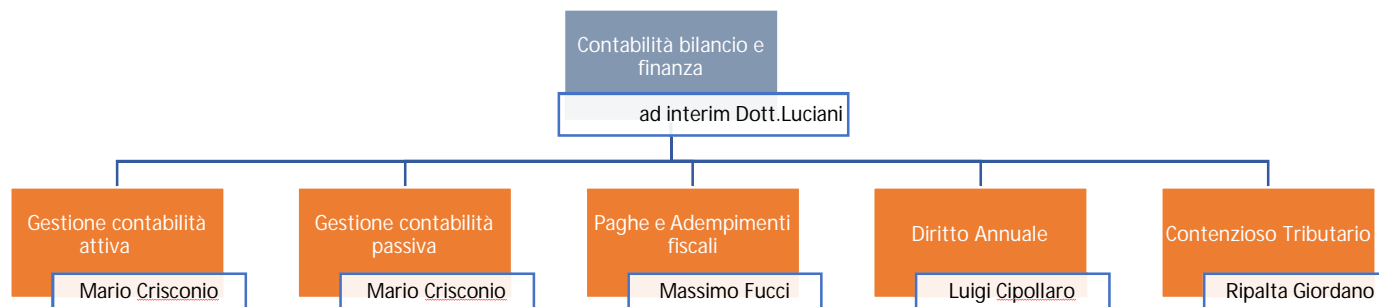 Contabilità bilancio e
finanza
ad interim Dott.Luciani
Gestione contabilità
attiva
Mario Crisconio
Gestione contabilità
passiva
Mario Crisconio
Paghe e Adempimenti
fiscali
Massimo Fucci
Diritto Annuale
Luigi Cipollaro
Contenzioso Tributario
Ripalta Giordano